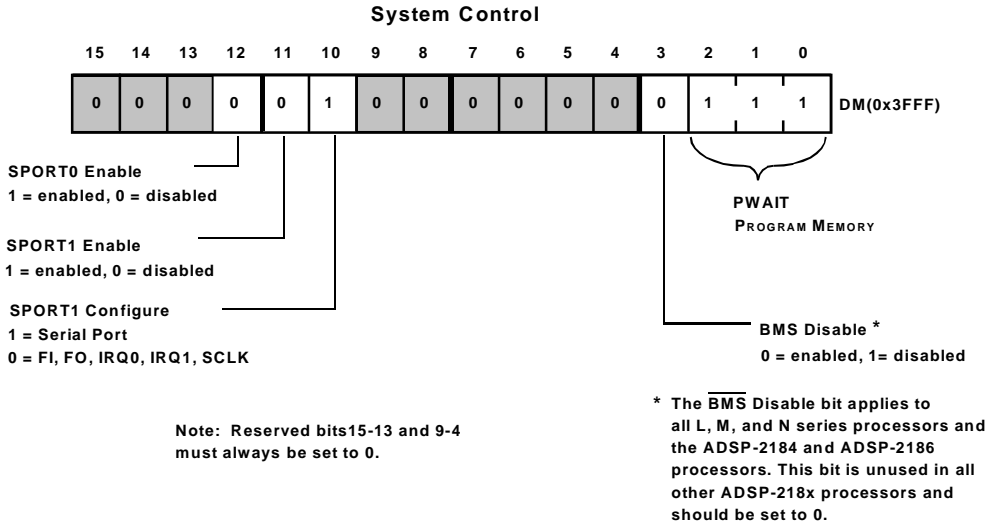 System Control
15 14 13 12 11 10 9 8 7 6 5 4 3 2 1 0
0 0 0 0 0 1 0 0 0 0 0 0 0 1 1 1 DM(0x3FFF)
SPORT0 Enable
1 = enabled, 0 = disabled
SPORT1 Enable
1 = enabled, 0 = disabled
SPORT1 Configure
1 = Serial Port
0 = FI, FO, IRQ0, IRQ1, SCLK
PWAIT
PROGRAM MEMORY
BMS Disable *
0 = enabled, 1= disabled
Note: Reserved bits15-13 and 9-4
must always be set to 0.
* The BMS Disable bit applies to
all L, M, and N series processors and
the ADSP-2184 and ADSP-2186
processors. This bit is unused in all
other ADSP-218x processors and
should be set to 0.